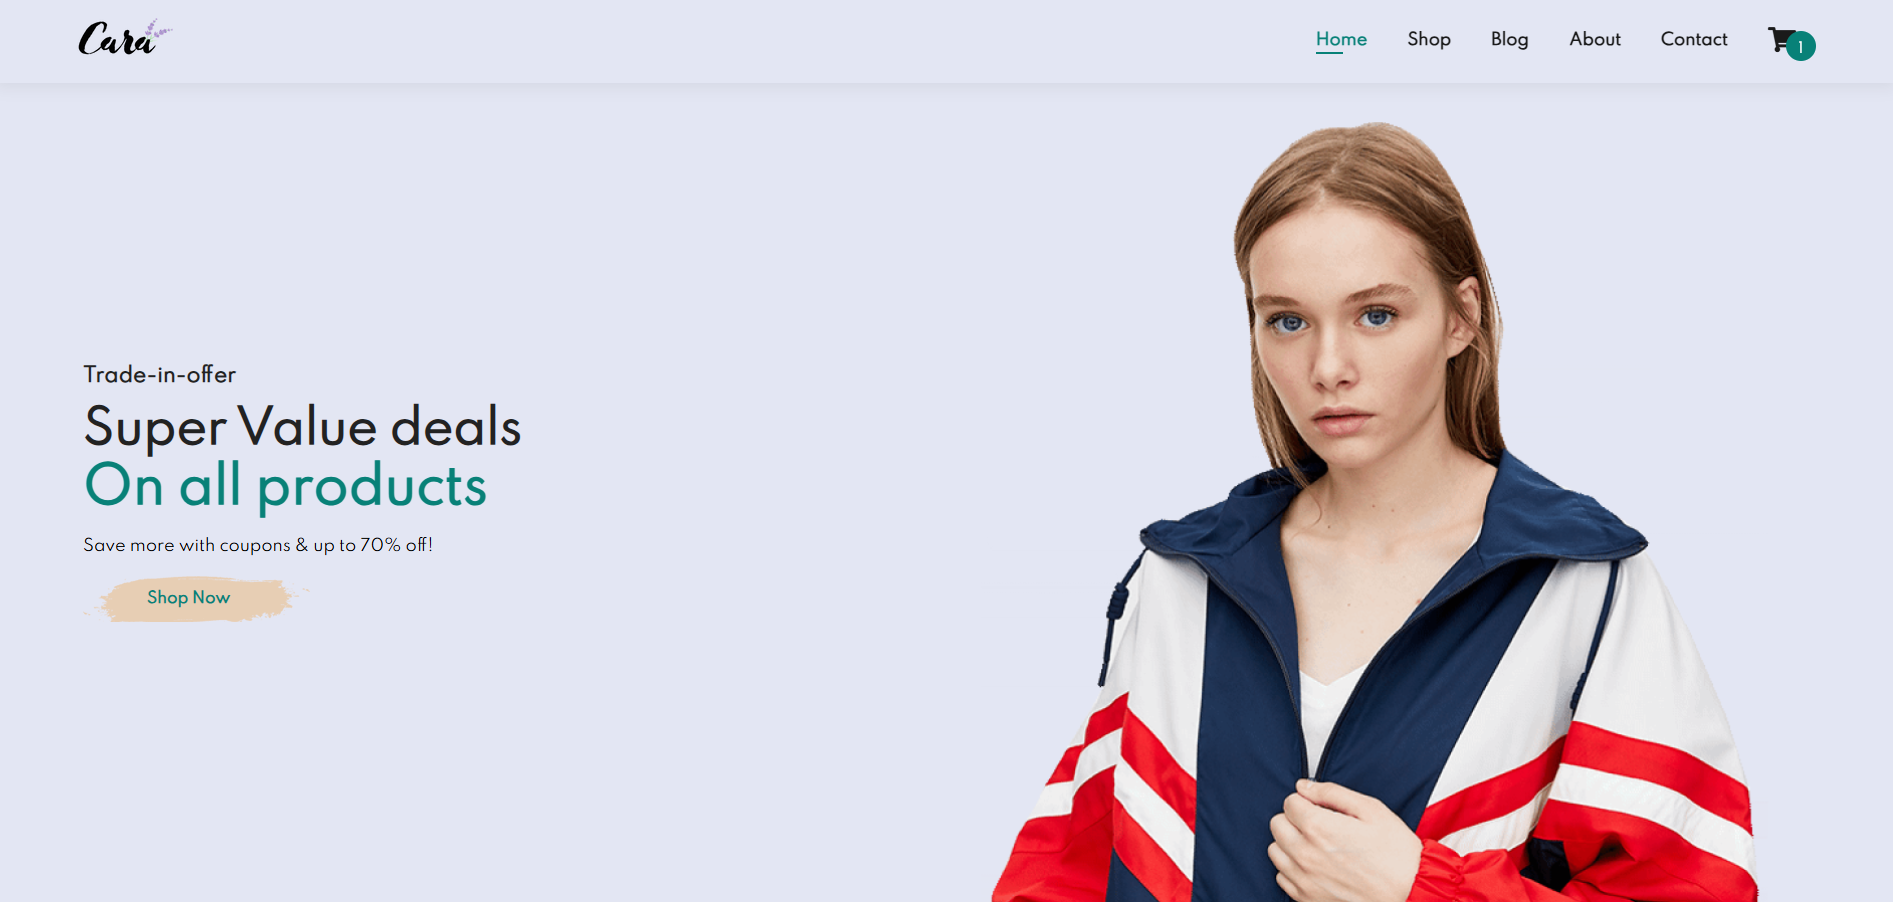 Cara
Home Shop Blog About Contact 1
Trade-in-offer
Super Value deals
On all products
Save more with coupons & up to 70% off!
Shop Now